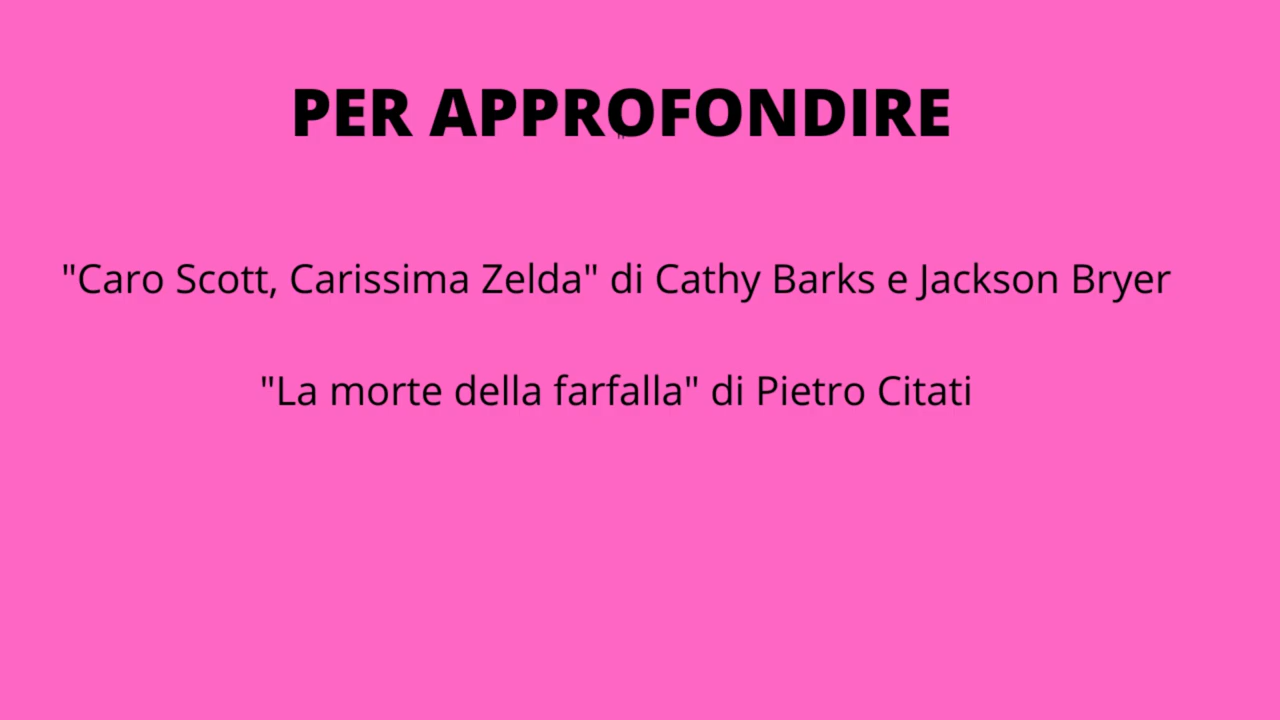 PER APPROFONDIRE
"Caro Scott, Carissima Zelda" di Cathy Barks e Jackson Bryer
"La morte della farfalla" di Pietro Citati